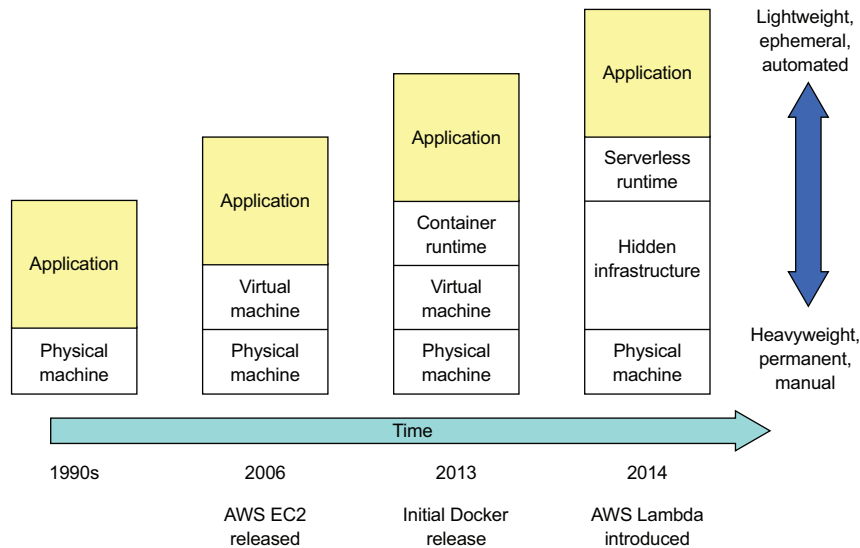 Application
Physical
machine
Application
Virtual
machine
Physical
machine
Application
Container
runtime
Virtual
machine
Physical
machine
Application
Serverless
runtime
Hidden
infrastructure
Physical
machine
Lightweight,
ephemeral,
automated
Heavyweight,
permanent,
manual
Time
1990s
2006
AWS EC2
released
2013
Initial Docker
release
2014
AWS Lambda
introduced